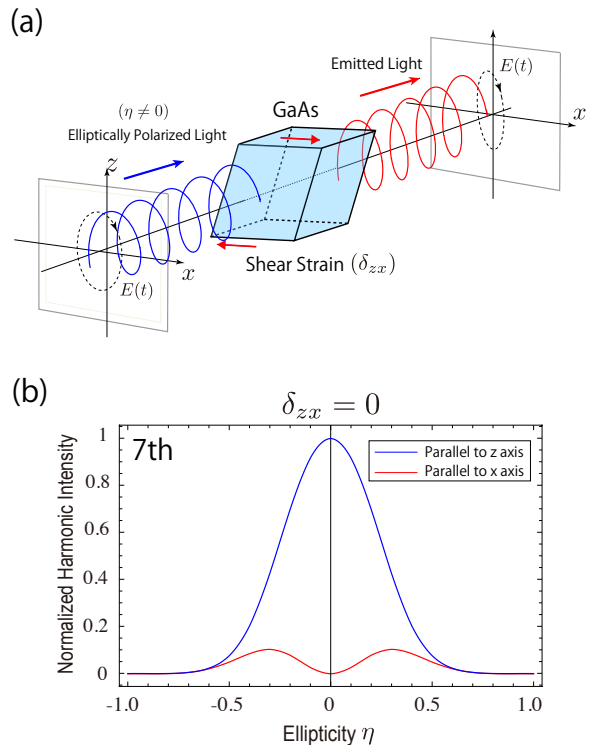 (a)
Emitted Light
E(t)
x
GaAs
(η ≠ 0)
Elliptically Polarized Light
z
x
E(t)
Shear Strain (δzx)
(b)
δzx = 0
7th
Parallel to z axis
Parallel to x axis
Normalized Harmonic Intensity
1
0.8
0.6
0.4
0.2
0
-1.0
-0.5
0
0.5
1.0
Ellipticity η